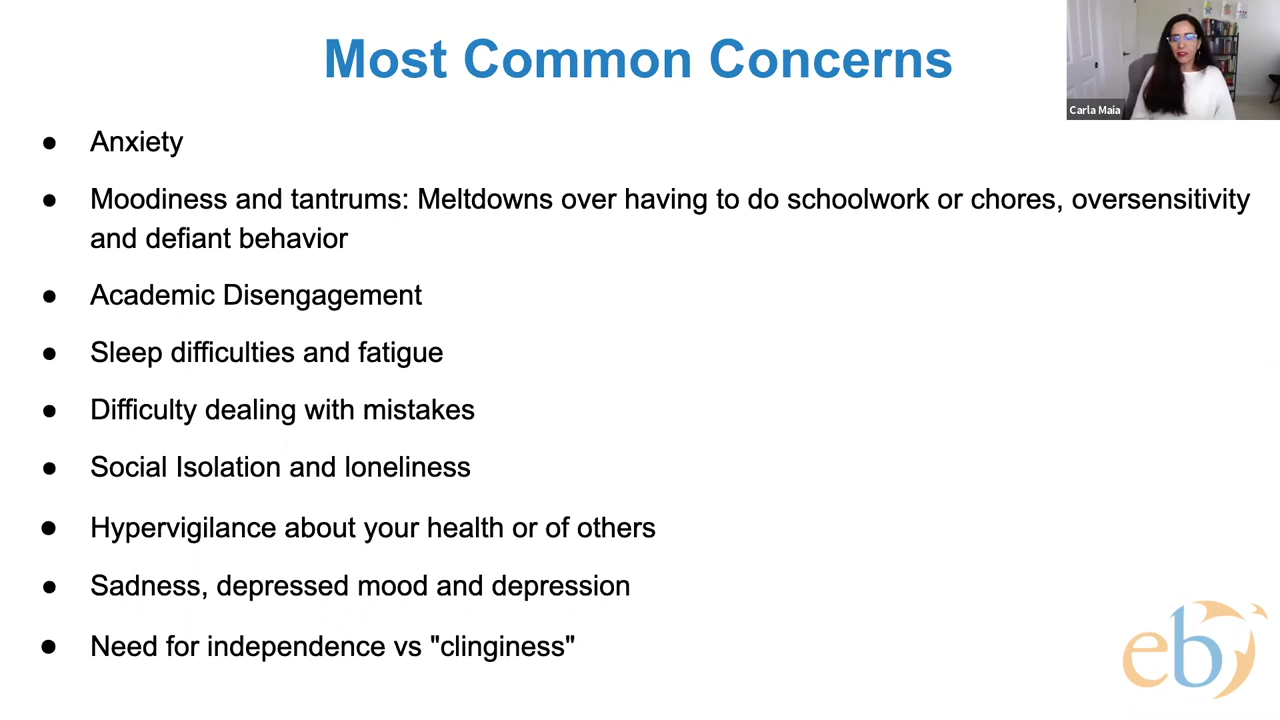 Most Common Concerns
Carla Maia
● Anxiety
● Moodiness and tantrums: Meltdowns over having to do schoolwork or chores, oversensitivity
and defiant behavior
● Academic Disengagement
● Sleep difficulties and fatigue
● Difficulty dealing with mistakes
● Social Isolation and loneliness
● Hypervigilance about your health or of others
● Sadness, depressed mood and depression
● Need for independence vs "clinginess"
eb